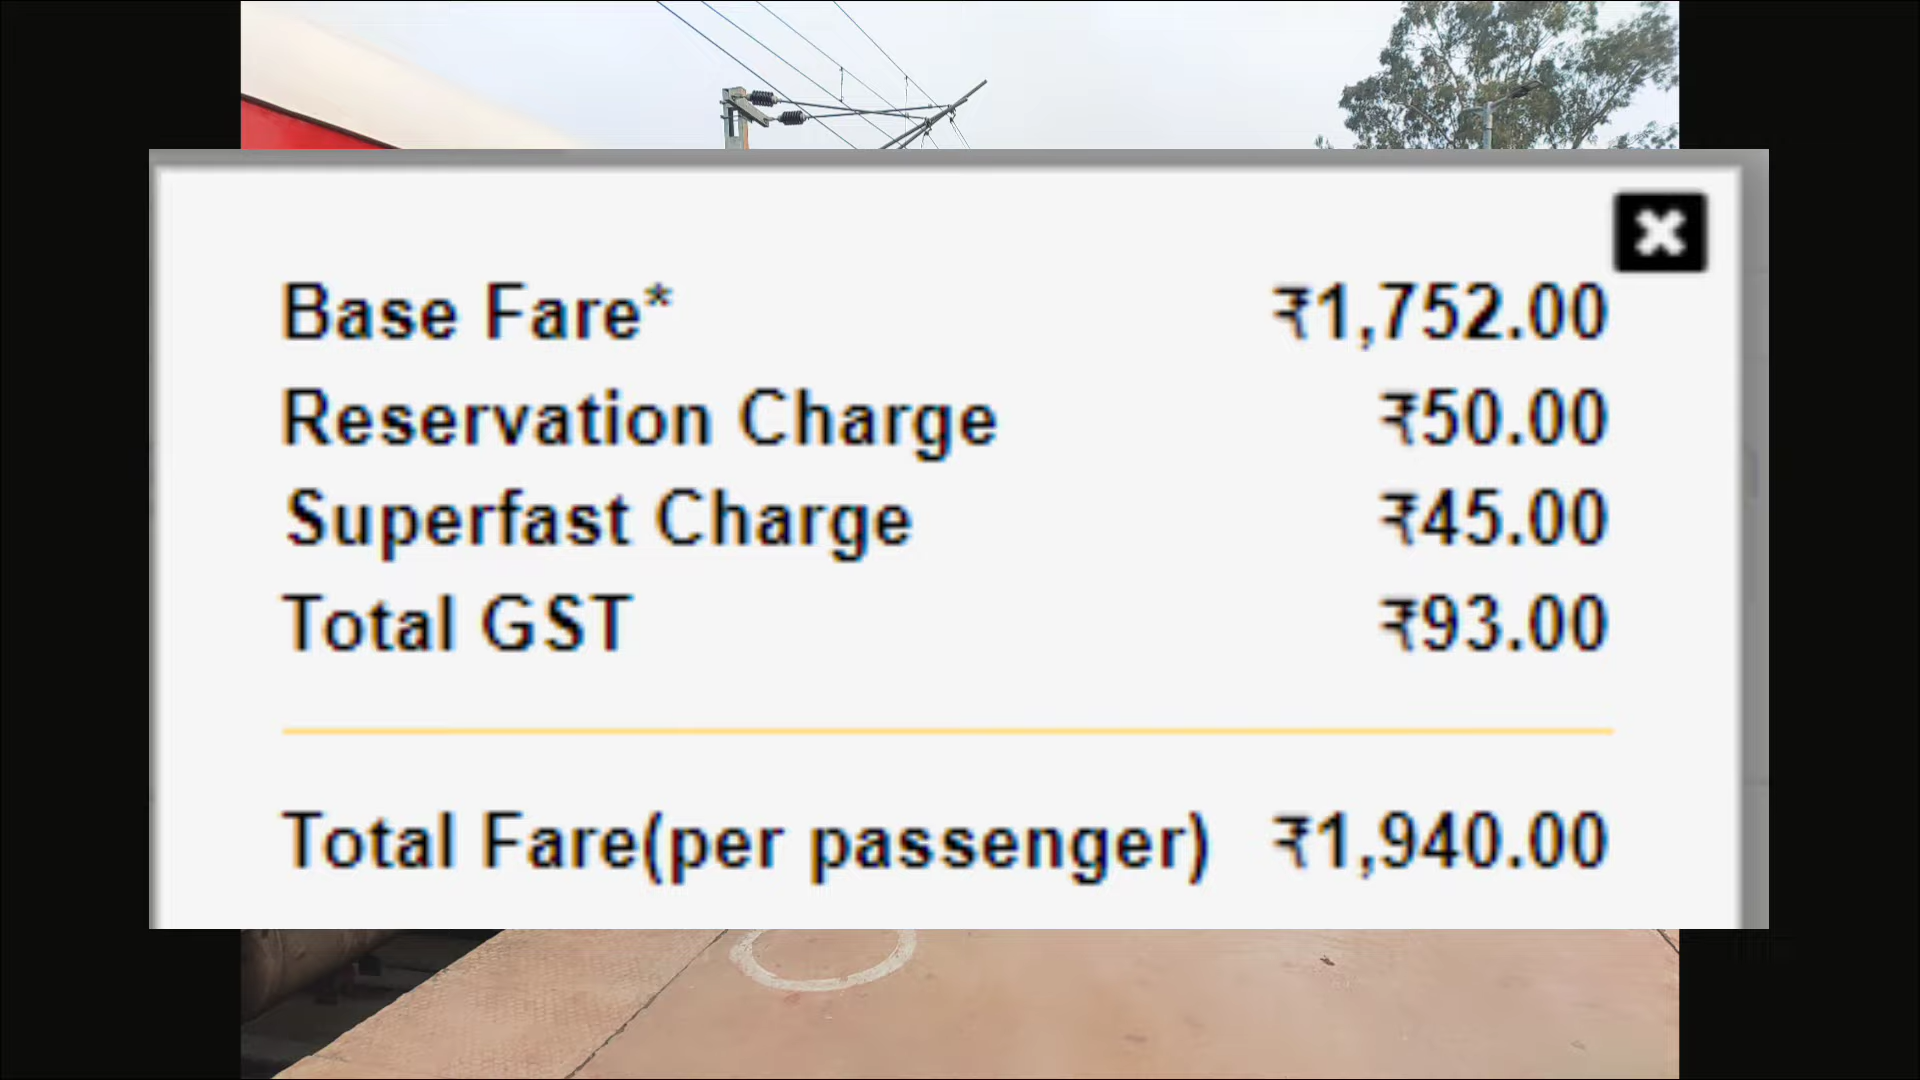 Base Fare* ₹1,752.00
Reservation Charge ₹50.00
Superfast Charge ₹45.00
Total GST ₹93.00
Total Fare(per passenger) ₹1,940.00